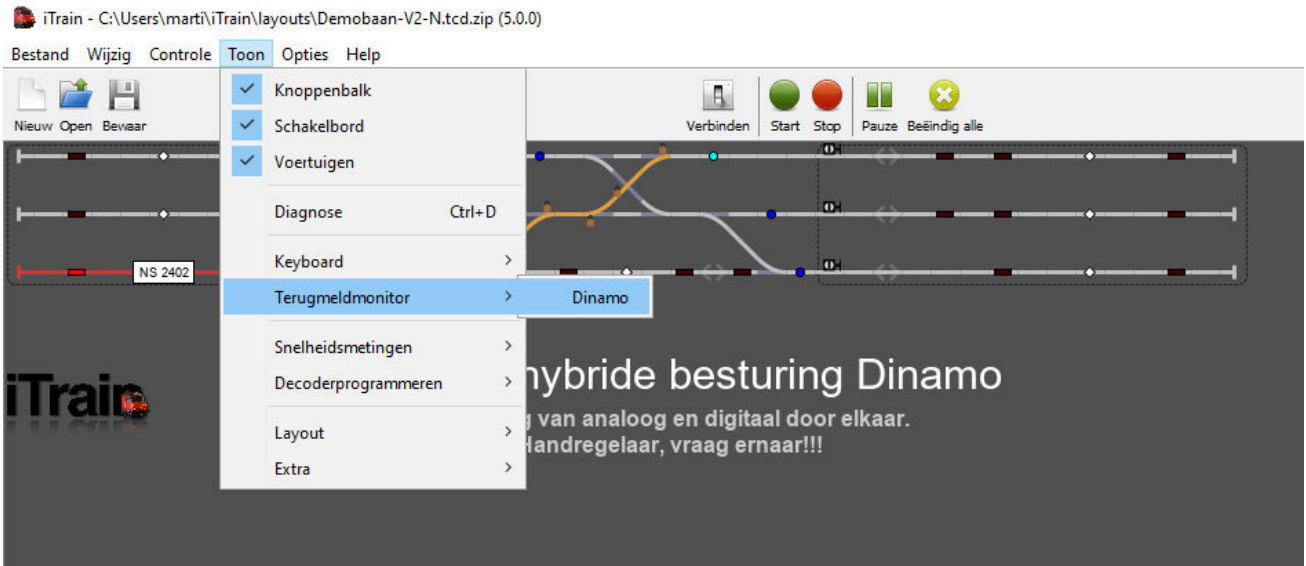 iTrain - C:\Users\marti\iTrain\layouts\Demobaan-V2-N.tcd.zip (5.0.0)
Bestand Wijzig Controle Toon Opties Help
Nieuw Open Bewaar Verbinden Start Stop Pauze Beëindig alle
Knoppenbalk
Schakelbord
Voertuigen
Diagnose Ctrl+D
Keyboard
Terugmeldmonitor
Dinamo
Snelheidsmetingen
Decoderprogrammeren
Layout
Extra
NS 2402
iTrain
hybride besturing Dinamo
van analoog en digitaal door elkaar.
Handregelaar, vraag ernaar!!!